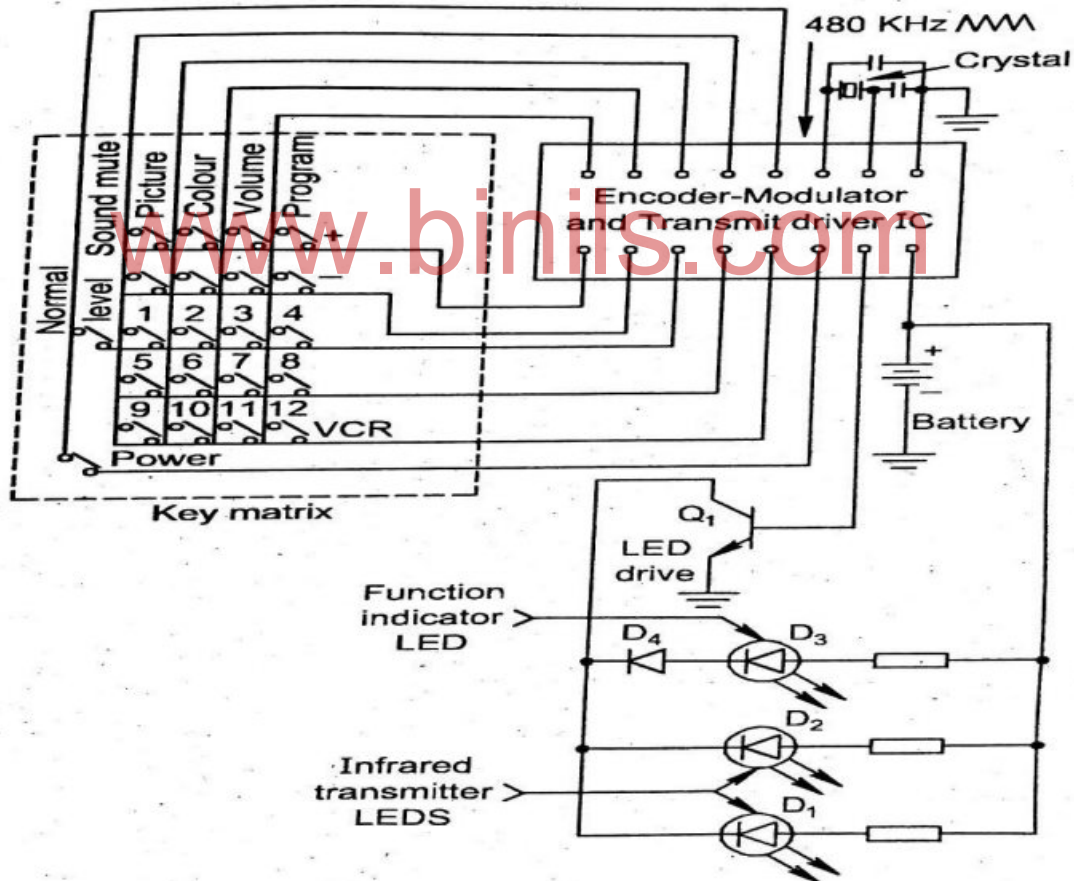 480 KHz
Crystal
Sound mute
Picture
Colour
Volume
Program
Encoder-Modulator
and Transmit driver IC
www.binils.com
+
−
Normal
level
1 2 3 4
5 6 7 8
9 10 11 12
VCR
Power
Key matrix
+
−
Battery
Q1
LED
drive
Function
indicator
LED
D4
D3
D2
Infrared
transmitter
LEDS
D1